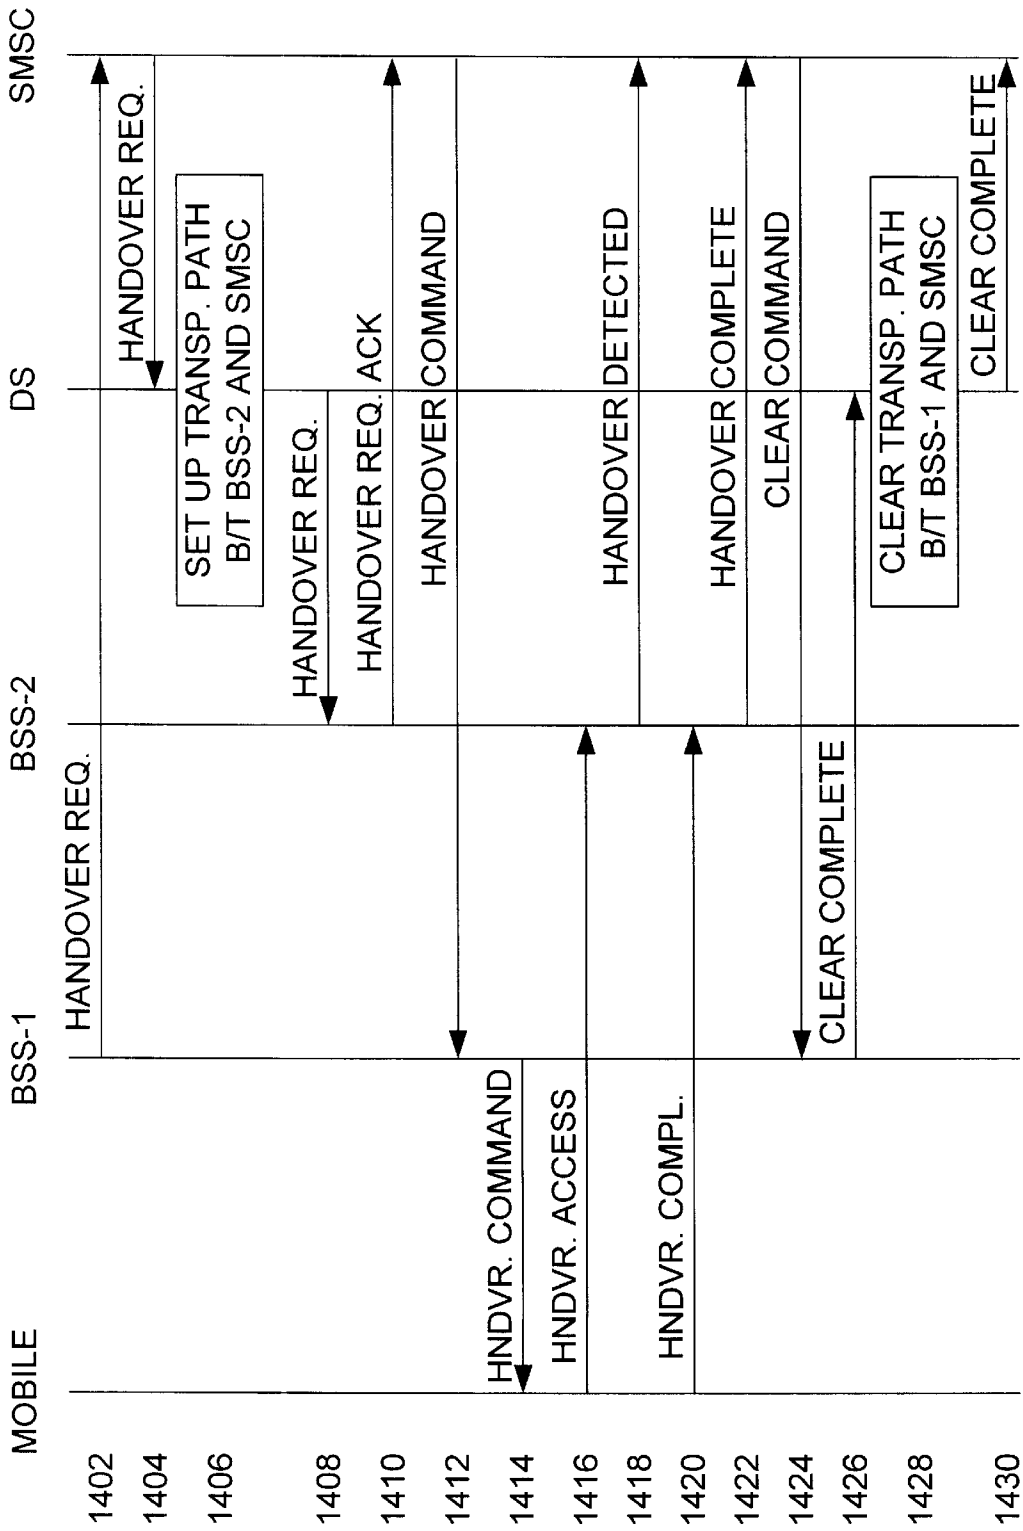 MOBILE
BSS-1
BSS-2
DS
SMSC
1402
HANDOVER REQ.
1404
HANDOVER REQ.
1406
SET UP TRANSP. PATH
B/T BSS-2 AND SMSC
1408
HANDOVER REQ.
1410
HANDOVER REQ. ACK
1412
HANDOVER COMMAND
1414
HNDVR. COMMAND
1416
HNDVR. ACCESS
1418
HANDOVER DETECTED
1420
HNDVR. COMPL.
1422
HANDOVER COMPLETE
1424
CLEAR COMMAND
1426
CLEAR COMPLETE
1428
CLEAR TRANSP. PATH
B/T BSS-1 AND SMSC
1430
CLEAR COMPLETE